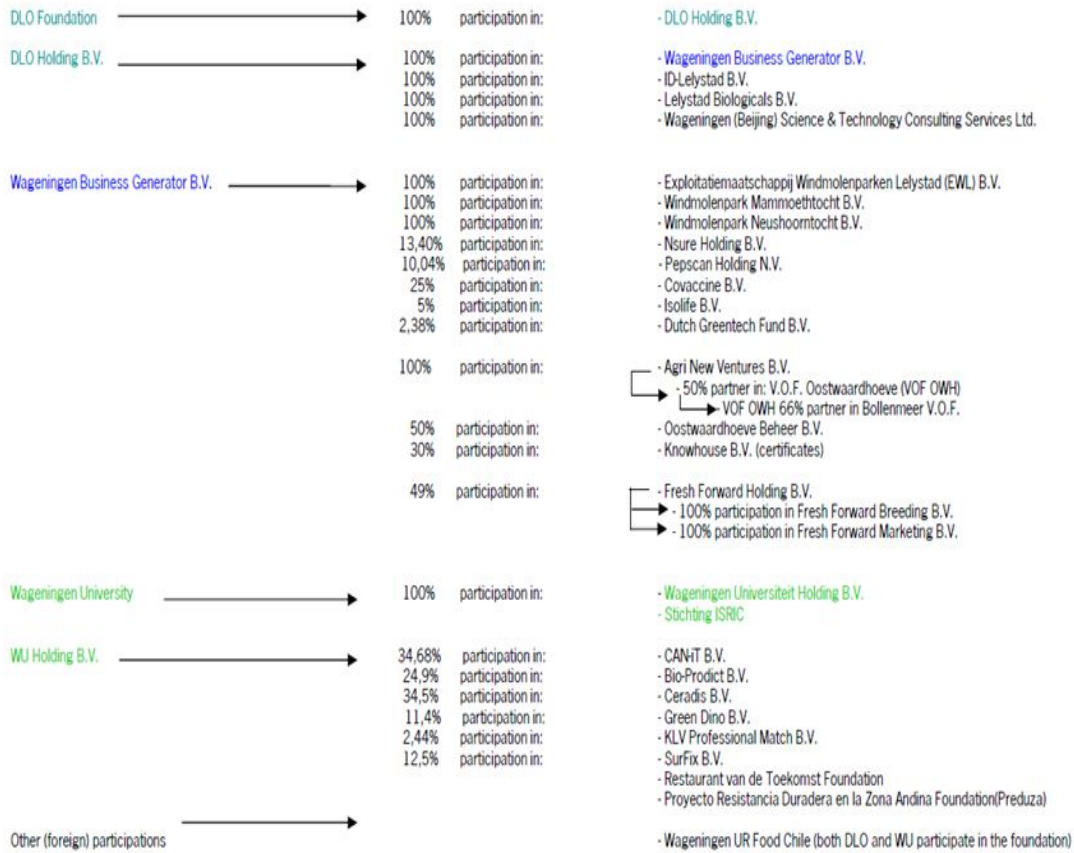 DLO Foundation 100% participation in: - DLO Holding B.V.
DLO Holding B.V. 100% participation in: - Wageningen Business Generator B.V.
100% participation in: - ID-Lelystad B.V.
100% participation in: - Lelystad Biologicals B.V.
100% participation in: - Wageningen (Beijing) Science & Technology Consulting Services Ltd.
Wageningen Business Generator B.V. 100% participation in: - Exploitatiemaatschappij Windmolenparken Lelystad (EWL) B.V.
100% participation in: - Windmolenpark Mammoethtocht B.V.
100% participation in: - Windmolenpark Neushoorntocht B.V.
13,40% participation in: - Nsure Holding B.V.
10,04% participation in: - Pepscan Holding N.V.
25% participation in: - Covaccine B.V.
5% participation in: - Isolife B.V.
2,38% participation in: - Dutch Greentech Fund B.V.
100% participation in: - Agri New Ventures B.V.
- 50% partner in: V.O.F. Oostwaardhoeve (VOF OWH)
VOF OWH 66% partner in Bollenmeer V.O.F.
50% participation in: - Oostwaardhoeve Beheer B.V.
30% participation in: - Knowhouse B.V. (certificates)
49% participation in: - Fresh Forward Holding B.V.
- 100% participation in Fresh Forward Breeding B.V.
- 100% participation in Fresh Forward Marketing B.V.
Wageningen University 100% participation in: - Wageningen Universiteit Holding B.V.
- Stichting ISRIC
WU Holding B.V. 34,68% participation in: - CAN-iT B.V.
24,9% participation in: - Bio-Prodict B.V.
34,5% participation in: - Ceradis B.V.
11,4% participation in: - Green Dino B.V.
2,44% participation in: - KLV Professional Match B.V.
12,5% participation in: - SurFix B.V.
- Restaurant van de Toekomst Foundation
- Proyecto Resistancia Duradera en la Zona Andina Foundation(Preduza)
Other (foreign) participations - Wageningen UR Food Chile (both DLO and WU participate in the foundation)